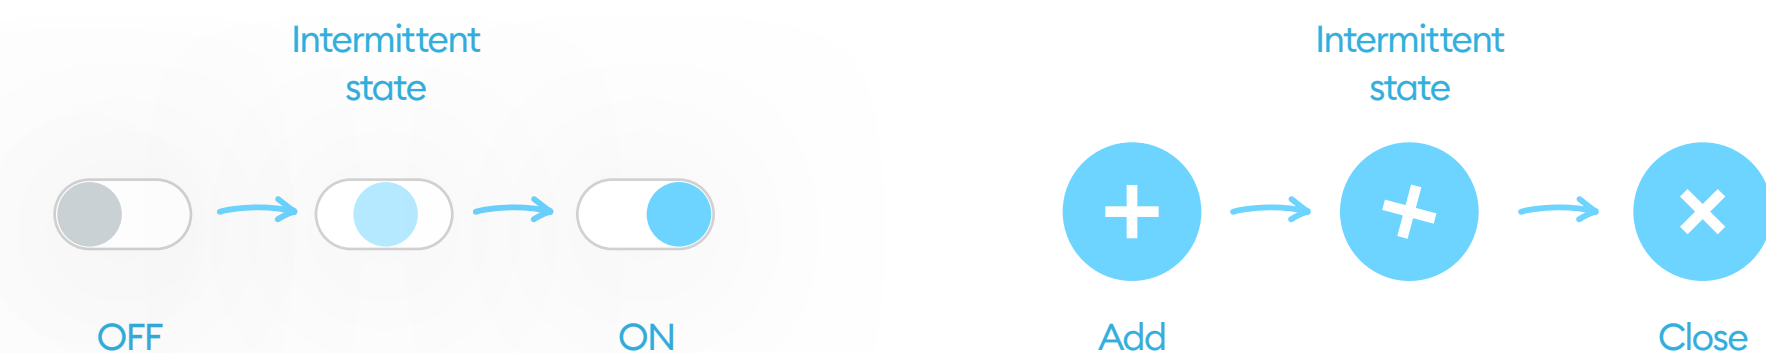 Intermittent
state
OFF
ON
Intermittent
state
Add
Close